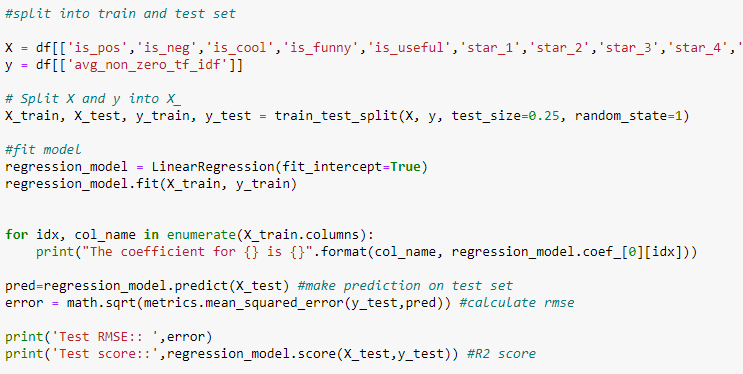 #split into train and test set
X = df[['is_pos','is_neg','is_cool','is_funny','is_useful','star_1','star_2','star_3','star_4','
y = df[['avg_non_zero_tf_idf']]
# Split X and y into X_
X_train, X_test, y_train, y_test = train_test_split(X, y, test_size=0.25, random_state=1)
#fit model
regression_model = LinearRegression(fit_intercept=True)
regression_model.fit(X_train, y_train)
for idx, col_name in enumerate(X_train.columns):
    print("The coefficient for {} is {}".format(col_name, regression_model.coef_[0][idx]))
pred=regression_model.predict(X_test) #make prediction on test set
error = math.sqrt(metrics.mean_squared_error(y_test,pred)) #calculate rmse
print('Test RMSE:: ',error)
print('Test score::',regression_model.score(X_test,y_test)) #R2 score